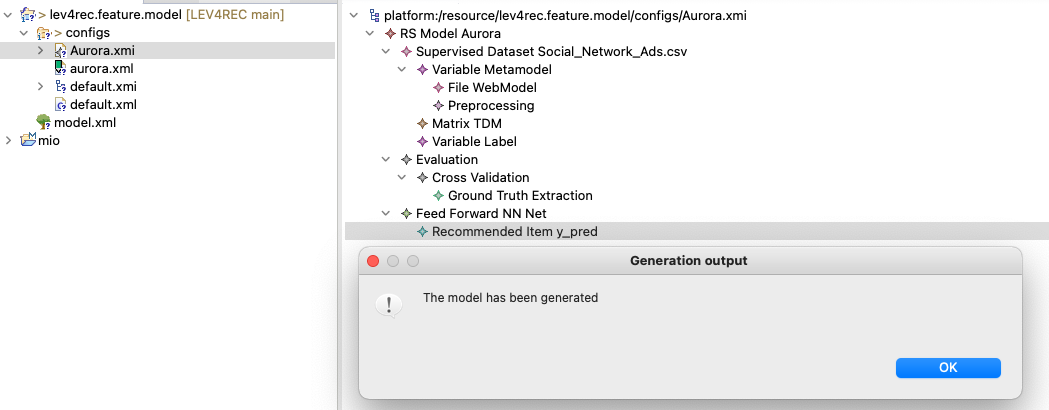 > lev4rec.feature.model [LEV4REC main]
> configs
Aurora.xmi
aurora.xml
default.xmi
default.xml
model.xml
mio
platform:/resource/lev4rec.feature.model/configs/Aurora.xmi
RS Model Aurora
Supervised Dataset Social_Network_Ads.csv
Variable Metamodel
File WebModel
Preprocessing
Matrix TDM
Variable Label
Evaluation
Cross Validation
Ground Truth Extraction
Feed Forward NN Net
Recommended Item y_pred
Generation output
The model has been generated
OK